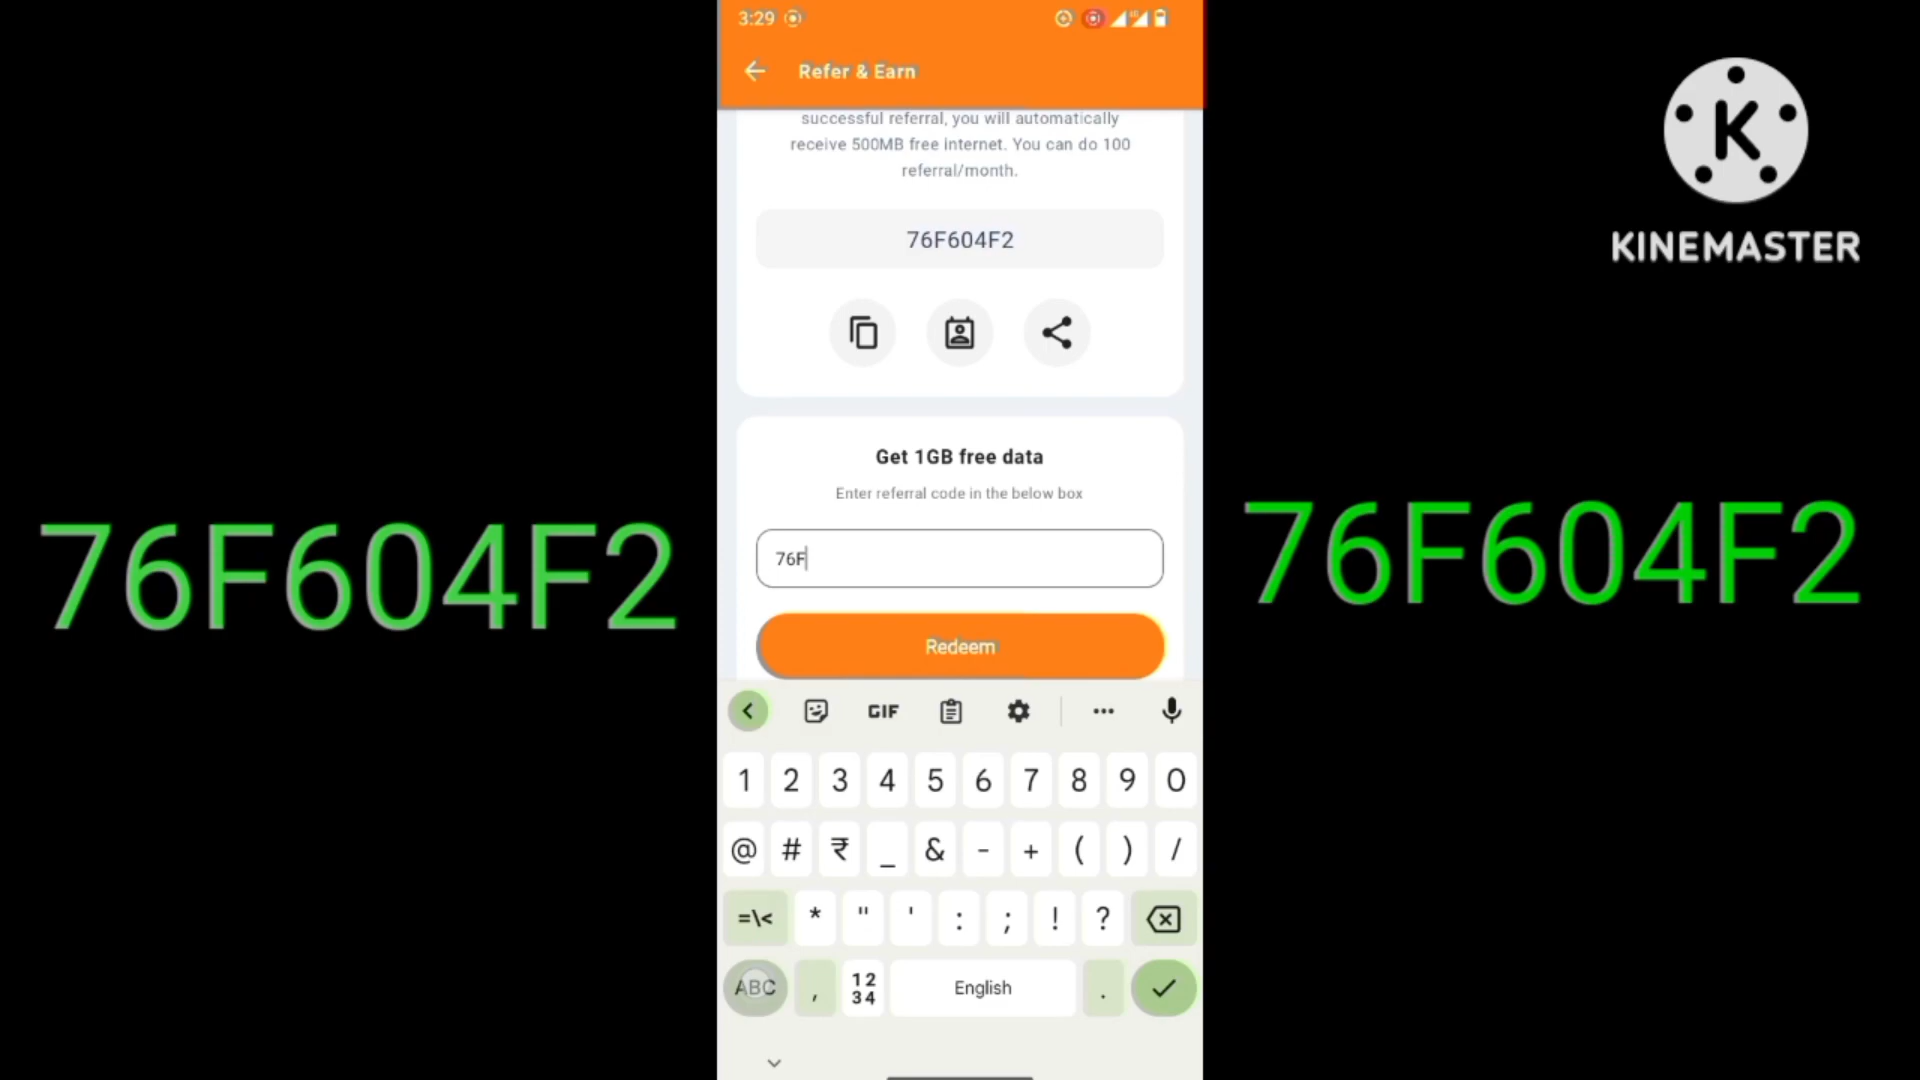 3:29
4G
Refer & Earn
successful referral, you will automatically
receive 500MB free internet. You can do 100
referral/month.
76F604F2
Get 1GB free data
Enter referral code in the below box
76F
Redeem
GIF
1 2 3 4 5 6 7 8 9 0
@ # ₹ _ & - + ( ) /
=\< * " ' : ; ! ?
ABC , 12 34 English .
76F604F2
76F604F2
K
KINEMASTER